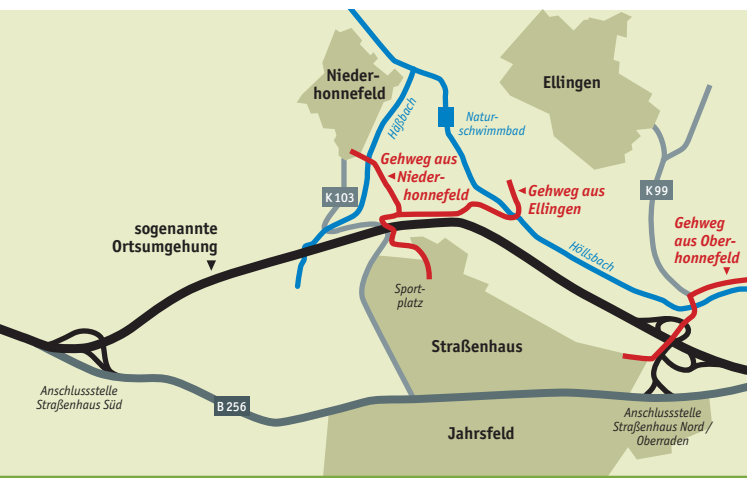 Nieder-
honnefeld
Ellingen
Häßbach
Natur-
schwimmbad
Gehweg aus
Nieder-
honnefeld
Gehweg aus
Ellingen
K 103
K 99
sogenannte
Ortsumgehung
Gehweg
aus Ober-
honnefeld
Höllsbach
Sport-
platz
Straßenhaus
Anschlussstelle
Straßenhaus Süd
B 256
Jahrsfeld
Anschlussstelle
Straßenhaus Nord /
Oberraden